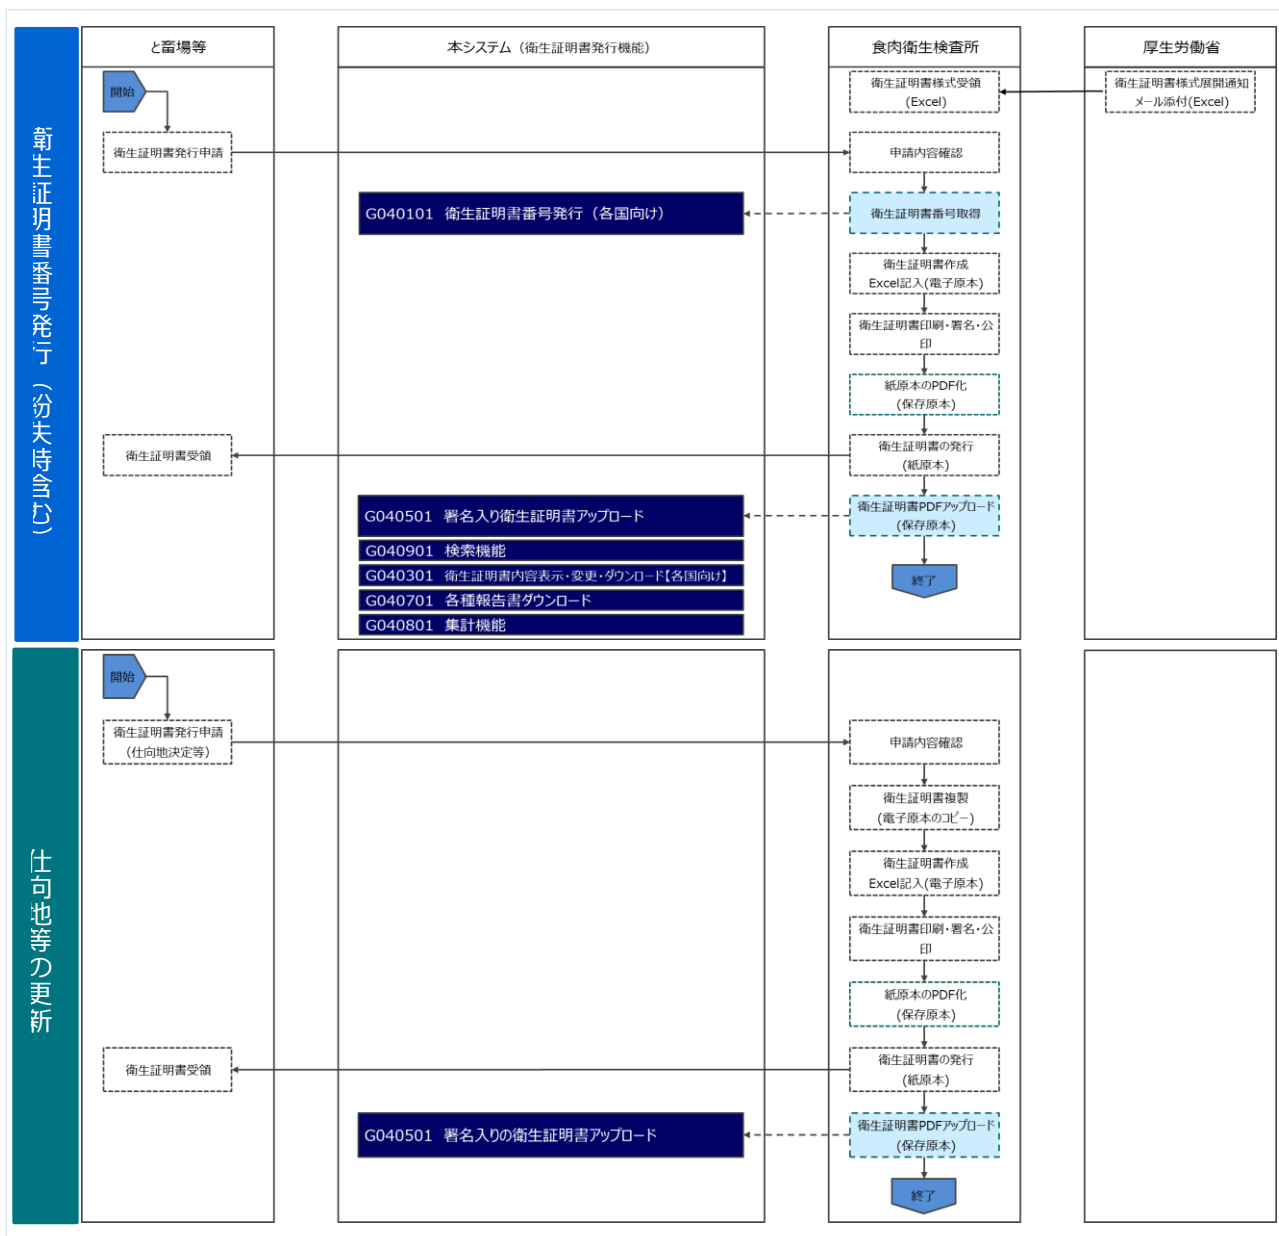 と畜場等
本システム（衛生証明書発行機能）
食肉衛生検査所
厚生労働省
衛生証明書番号発行（紛失時含む）
開始
衛生証明書様式受領
(Excel)
衛生証明書様式展開通知
メール添付(Excel)
衛生証明書発行申請
申請内容確認
G040101 衛生証明書番号発行（各国向け）
衛生証明書番号取得
衛生証明書作成
Excel記入(電子原本)
衛生証明書印刷・署名・公
印
紙原本のPDF化
(保存原本)
衛生証明書受領
衛生証明書の発行
(紙原本)
G040501 署名入り衛生証明書アップロード
衛生証明書PDFアップロード
(保存原本)
G040901 検索機能
G040301 衛生証明書内容表示・変更・ダウンロード【各国向け】
G040701 各種報告書ダウンロード
G040801 集計機能
終了
仕向地等の更新
開始
衛生証明書発行申請
（仕向地決定等）
申請内容確認
衛生証明書複製
(電子原本のコピー)
衛生証明書作成
Excel記入(電子原本)
衛生証明書印刷・署名・公
印
紙原本のPDF化
(保存原本)
衛生証明書受領
衛生証明書の発行
(紙原本)
G040501 署名入りの衛生証明書アップロード
衛生証明書PDFアップロード
(保存原本)
終了